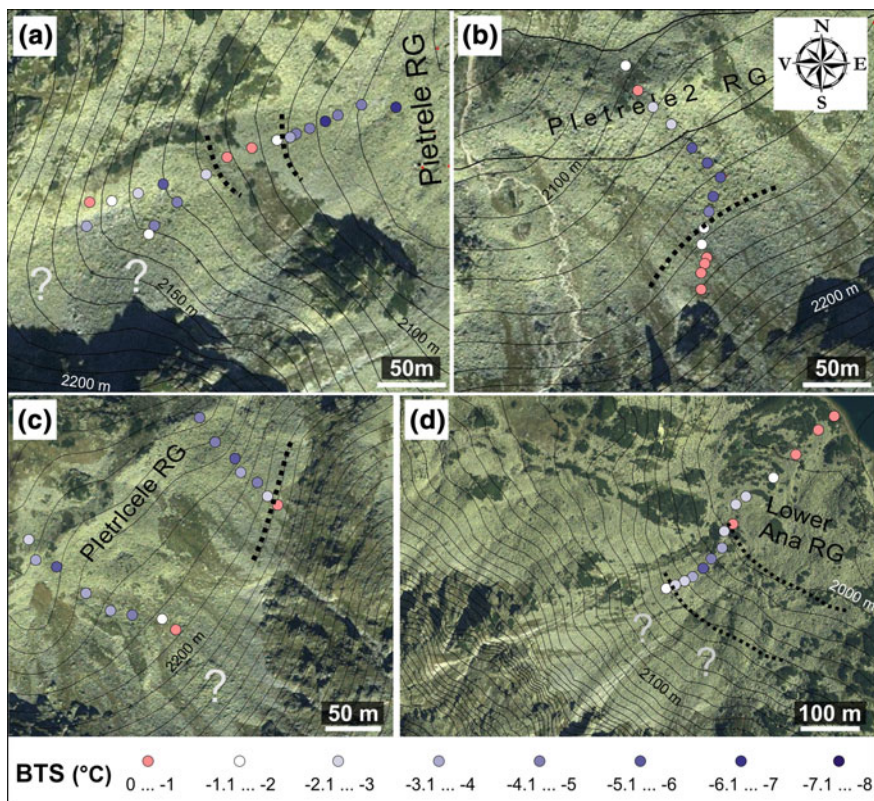 (a)
Pietrele RG
?
?
2150 m
2100 m
2200 m
50m
(b)
N
V E
S
Pietrele 2 RG
2100 m
2200 m
50m
(c)
Pietricele RG
2200 m
?
50 m
(d)
Lower
Ana RG
2000 m
?
?
2100 m
100 m
BTS (°C)
0 ... -1 -1.1 ... -2 -2.1 ... -3 -3.1 ... -4 -4.1 ... -5 -5.1 ... -6 -6.1 ... -7 -7.1 ... -8